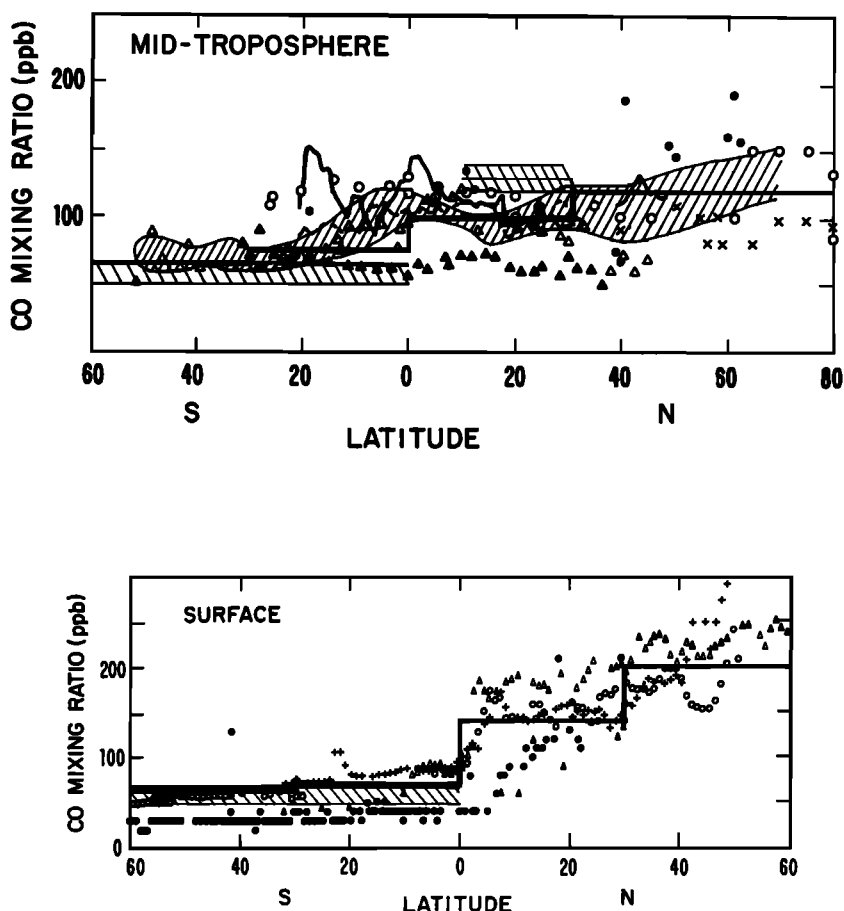 MID-TROPOSPHERE
CO MIXING RATIO (ppb)
200
100
60 40 20 0 20 40 60 80
S N
LATITUDE
SURFACE
CO MIXING RATIO (ppb)
200
100
0
60 40 20 0 20 40 60
S N
LATITUDE